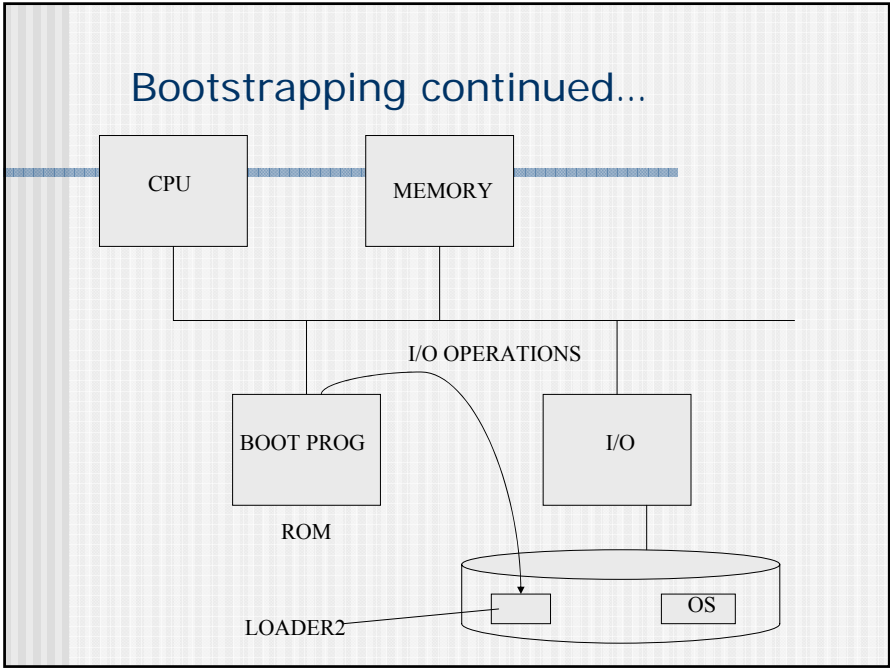 Bootstrapping continued...
CPU
MEMORY
I/O OPERATIONS
BOOT PROG
I/O
ROM
OS
LOADER2